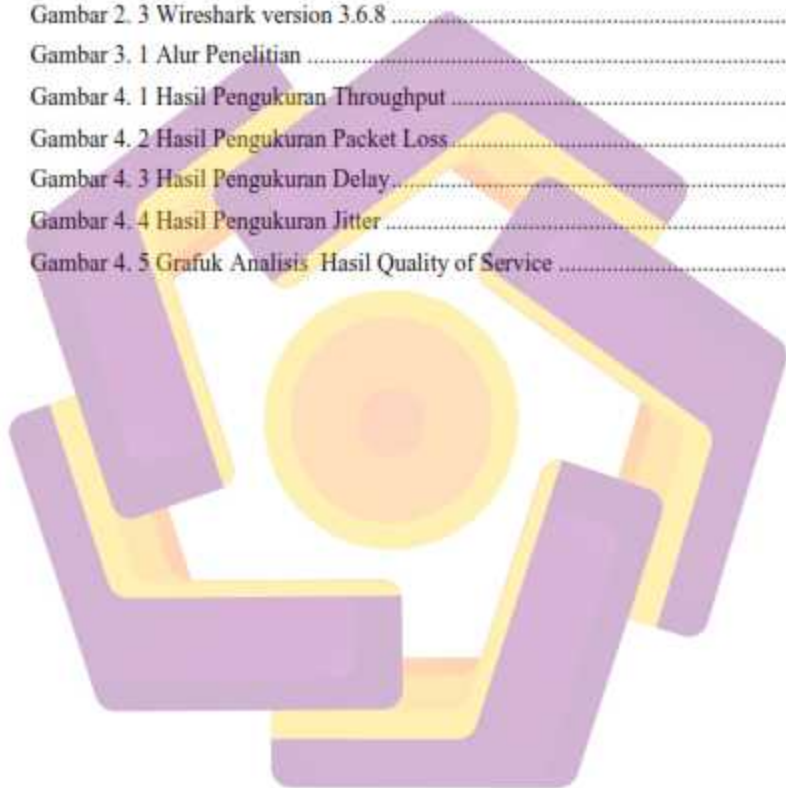 Gambar 2. 3 Wireshark version 3.6.8 ........................................................
Gambar 3. 1 Alur Penelitian ........................................................................
Gambar 4. 1 Hasil Pengukuran Throughput ..................................................
Gambar 4. 2 Hasil Pengukuran Packet Loss..................................................
Gambar 4. 3 Hasil Pengukuran Delay...........................................................
Gambar 4. 4 Hasil Pengukuran Jitter ...........................................................
Gambar 4. 5 Grafuk Analisis Hasil Quality of Service .................................